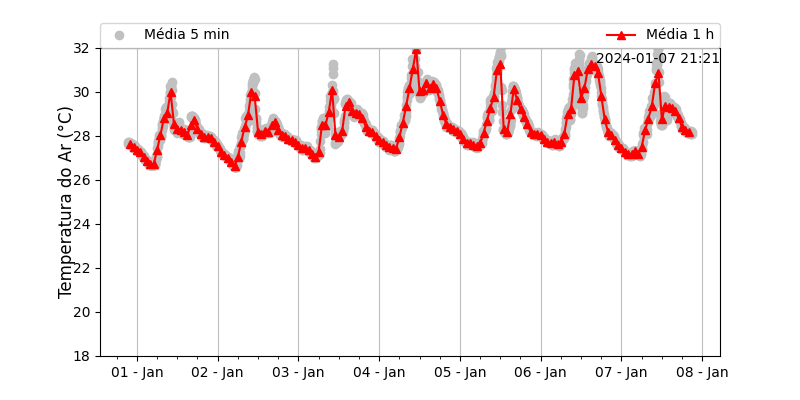 Média 5 min
Média 1 h
2024-01-07 21:21
Temperatura do Ar (°C)
32
30
28
26
24
22
20
18
01 - Jan
02 - Jan
03 - Jan
04 - Jan
05 - Jan
06 - Jan
07 - Jan
08 - Jan